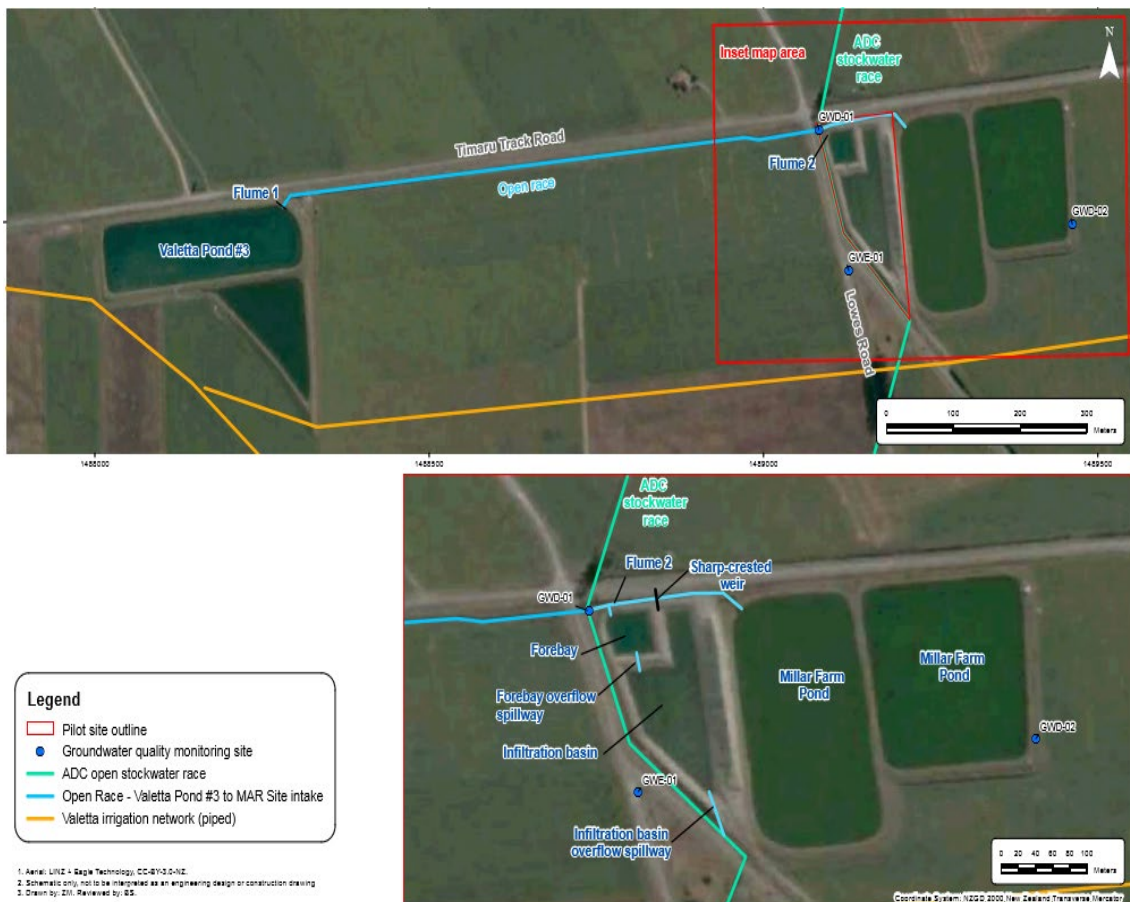 Inset map area
ADC
stockwater
race
N
GWD-01
Timaru Track Road
Flume 2
Flume 1
Open race
GWD-02
Valetta Pond #3
GWE-01
Lowes Road
0 100 200 300
Meters
1488000 1488500 1489000 1489500
ADC
stockwater
race
Flume 2
Sharp-crested
weir
GWD-01
Forebay
Millar Farm
Pond
Millar Farm
Pond
Forebay overflow
spillway
GWD-02
Infiltration basin
GWE-01
Infiltration basin
overflow spillway
0 20 40 60 80 100
Meters
Legend
Pilot site outline
Groundwater quality monitoring site
ADC open stockwater race
Open Race - Valetta Pond #3 to MAR Site intake
Valetta irrigation network (piped)
1. Aerial: LINZ + Eagle Technology, CC-BY-3.0-NZ.
2. Schematic only, not to be interpreted as an engineering design or construction drawing
3. Drawn by: ZM. Reviewed by: BS.
Coordinate System: NZGD 2000 New Zealand Transverse Mercator